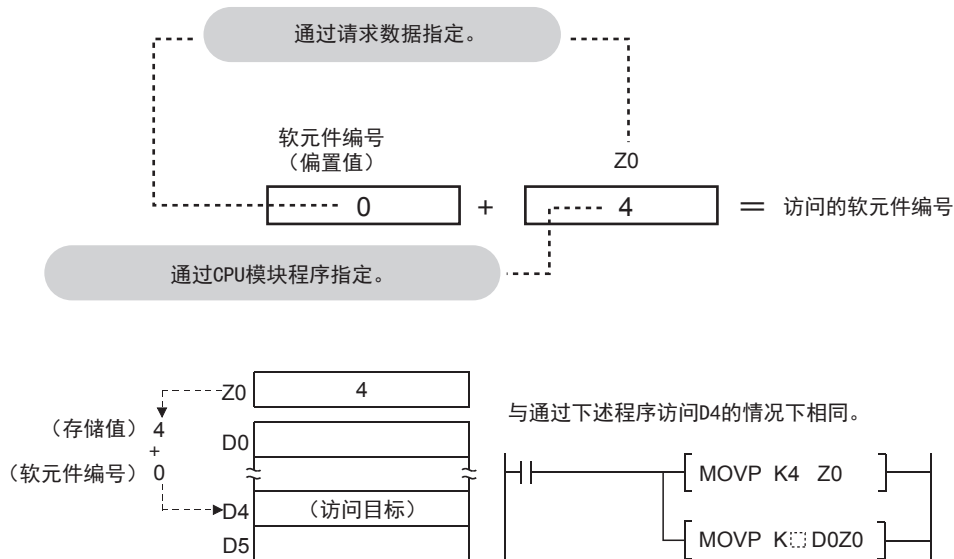 通过请求数据指定。
软元件编号
（偏置值）
Z0
0 + 4 = 访问的软元件编号
通过CPU模块程序指定。
Z0 4
（存储值）4
+
（软元件编号）0
D0
D4 （访问目标）
D5
与通过下述程序访问D4的情况下相同。
MOVP K4 Z0
MOVP K D0Z0